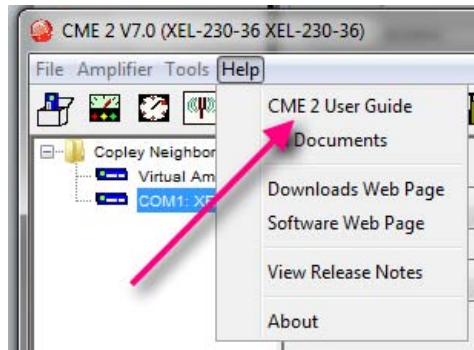 CME 2 V7.0 (XEL-230-36 XEL-230-36)
File Amplifier Tools Help
CME 2 User Guide
Documents
Downloads Web Page
Software Web Page
View Release Notes
About
Copley Neighbor
Virtual Am
COM1: XE